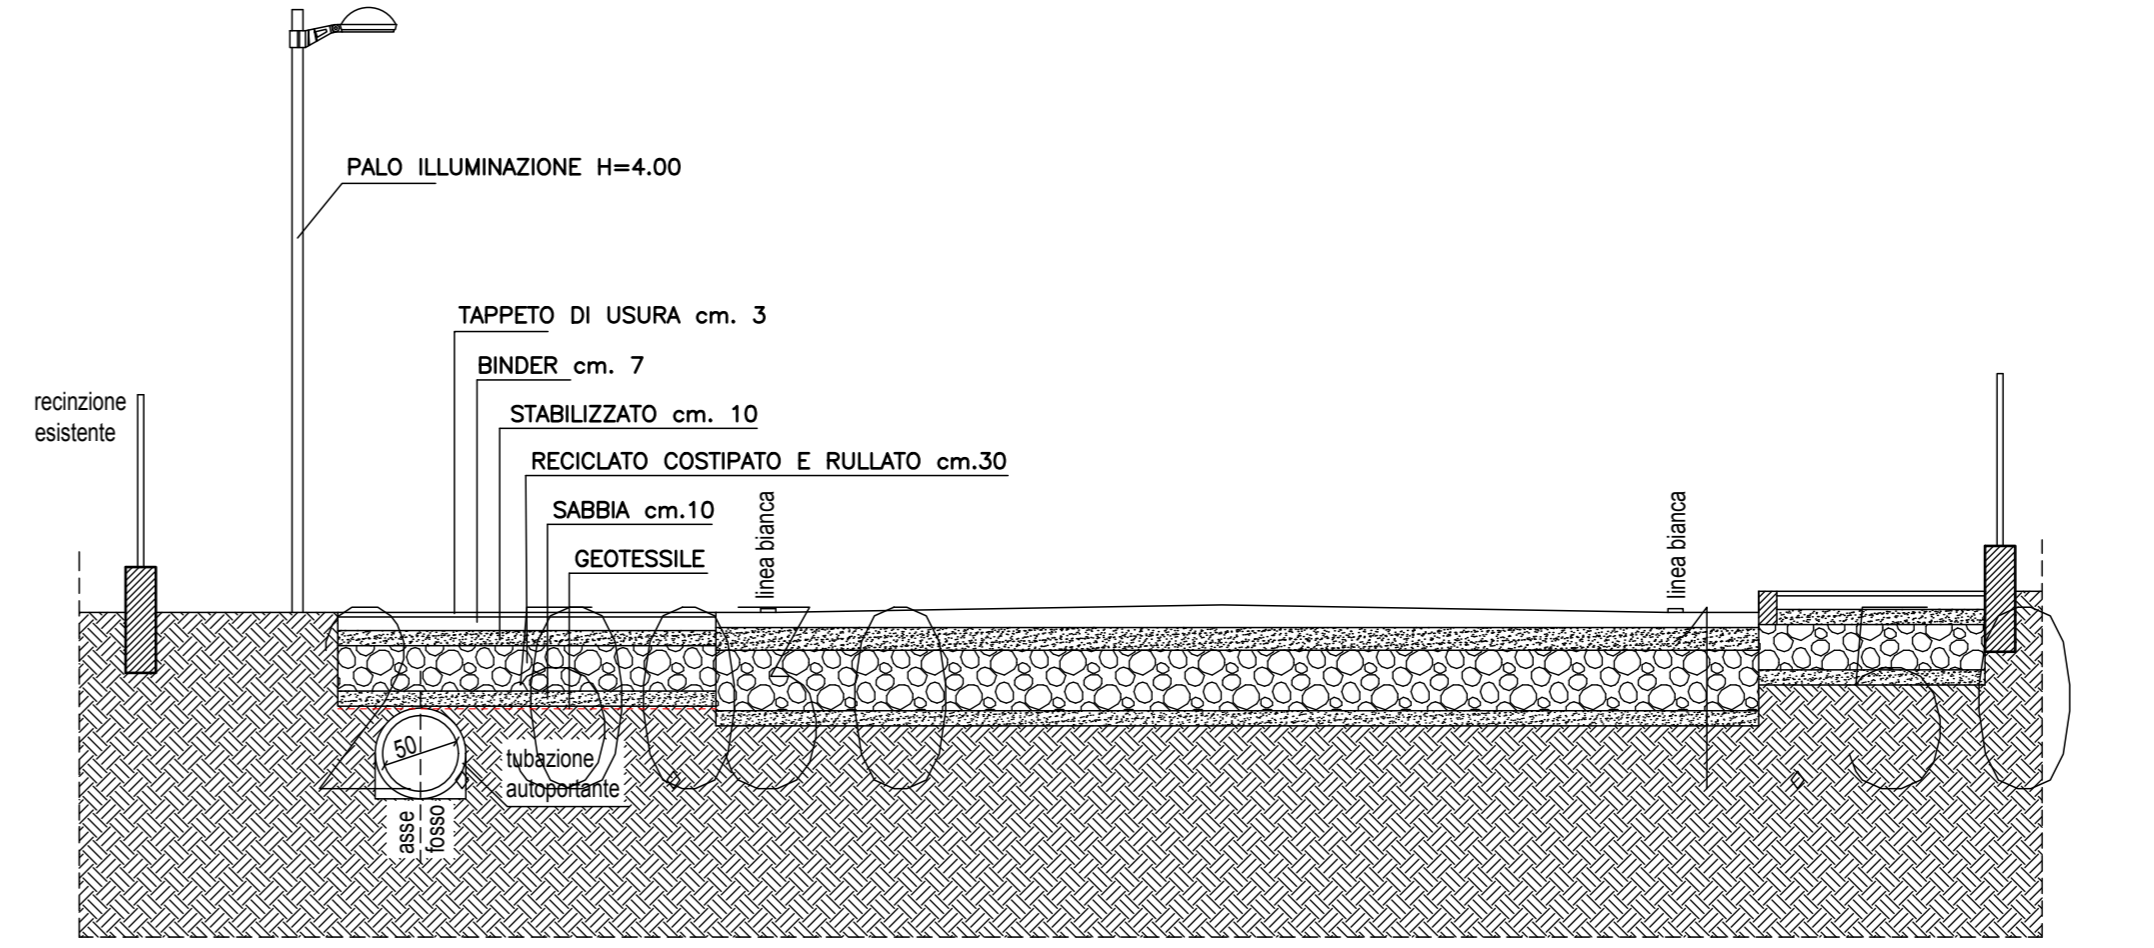 PALO ILLUMINAZIONE H=4.00
TAPPETO DI USURA cm. 3
BINDER cm. 7
recinzione
esistente
STABILIZZATO cm. 10
RECICLATO COSTIPATO E RULLATO cm.30
SABBIA cm.10
GEOTESSILE
linea bianca
linea bianca
50
tubazione
autoportante
asse
fosso